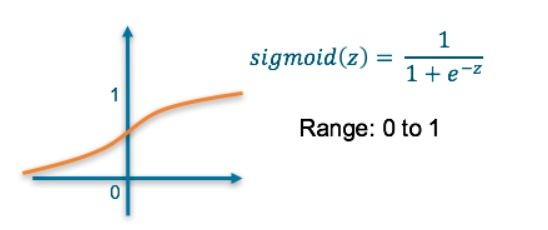 sigmoid(z) = 1 / (1 + e^{-z})
Range: 0 to 1
1
0